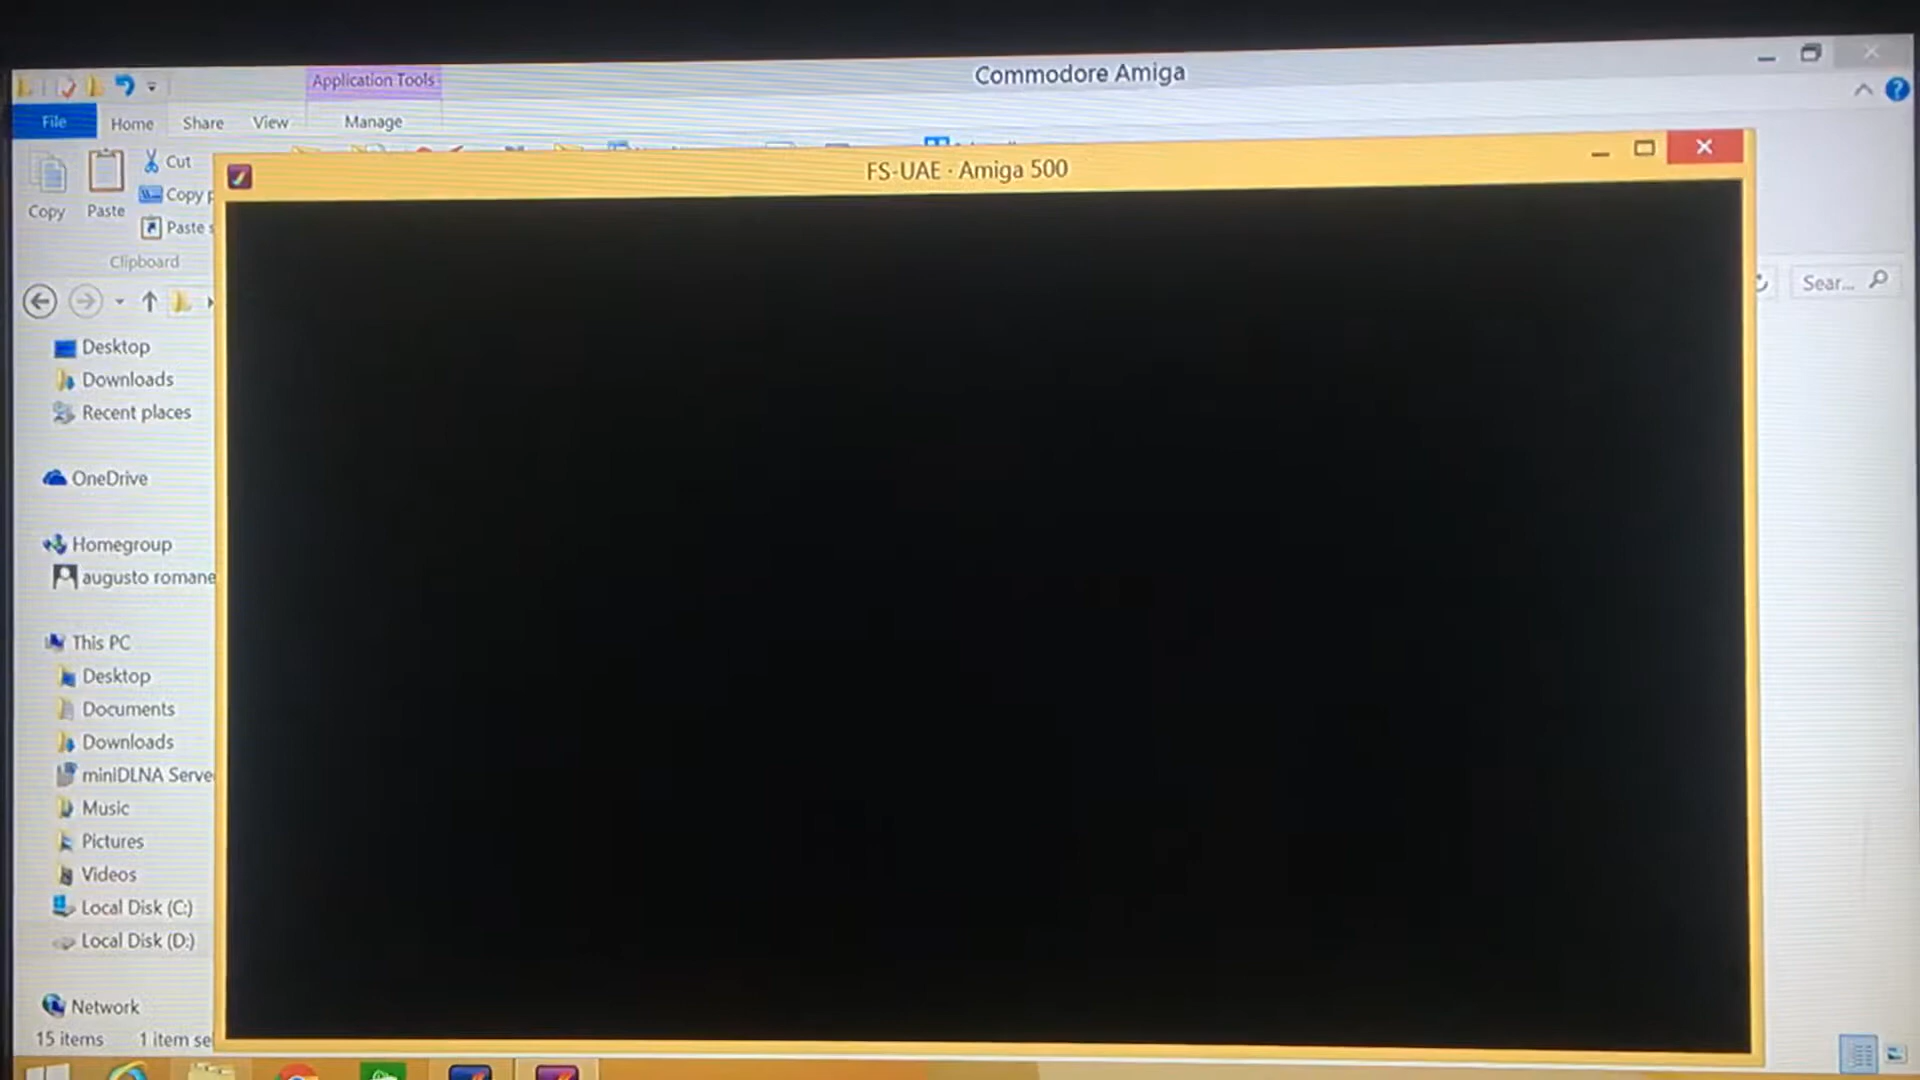 Application Tools
Commodore Amiga
File
Home
Share
View
Manage
Copy
Paste
Cut
Copy p
Paste s
Clipboard
FS-UAE · Amiga 500
Sear...
Desktop
Downloads
Recent places
OneDrive
Homegroup
augusto romane
This PC
Desktop
Documents
Downloads
miniDLNA Serve
Music
Pictures
Videos
Local Disk (C:)
Local Disk (D:)
Network
15 items
1 item se